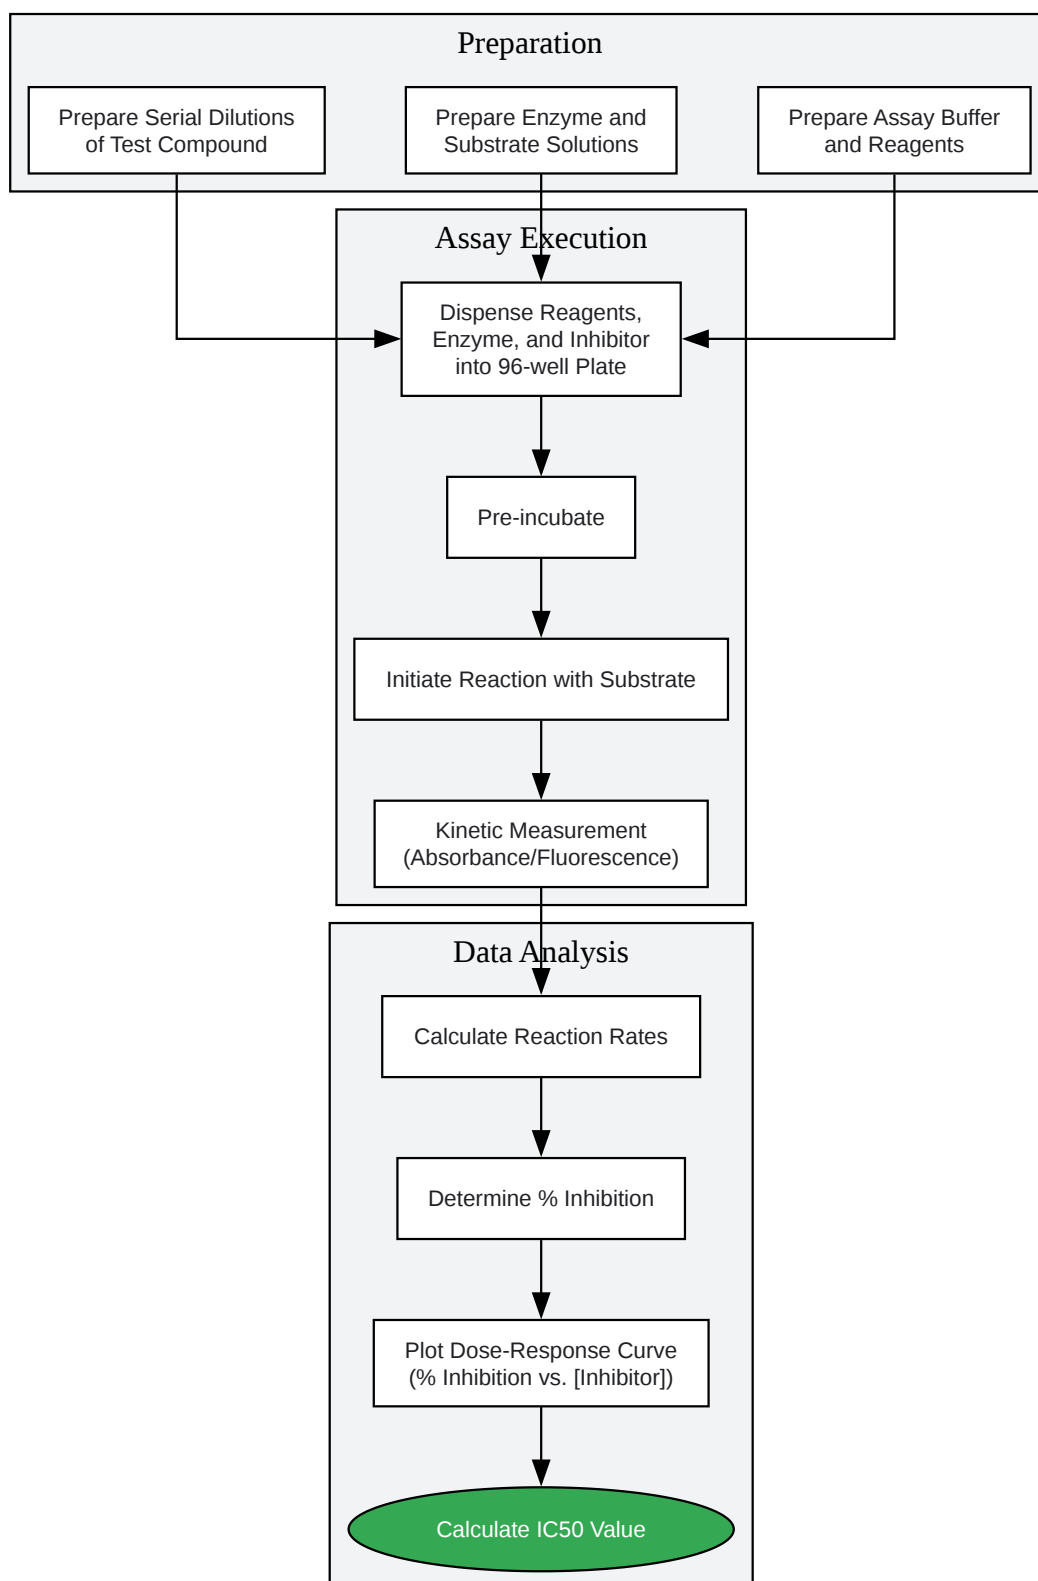 Preparation
Prepare Serial Dilutions
of Test Compound
Prepare Enzyme and
Substrate Solutions
Prepare Assay Buffer
and Reagents
Assay Execution
Dispense Reagents,
Enzyme, and Inhibitor
into 96-well Plate
Pre-incubate
Initiate Reaction with Substrate
Kinetic Measurement
(Absorbance/Fluorescence)
Data Analysis
Calculate Reaction Rates
Determine % Inhibition
Plot Dose-Response Curve
(% Inhibition vs. [Inhibitor])
Calculate IC50 Value